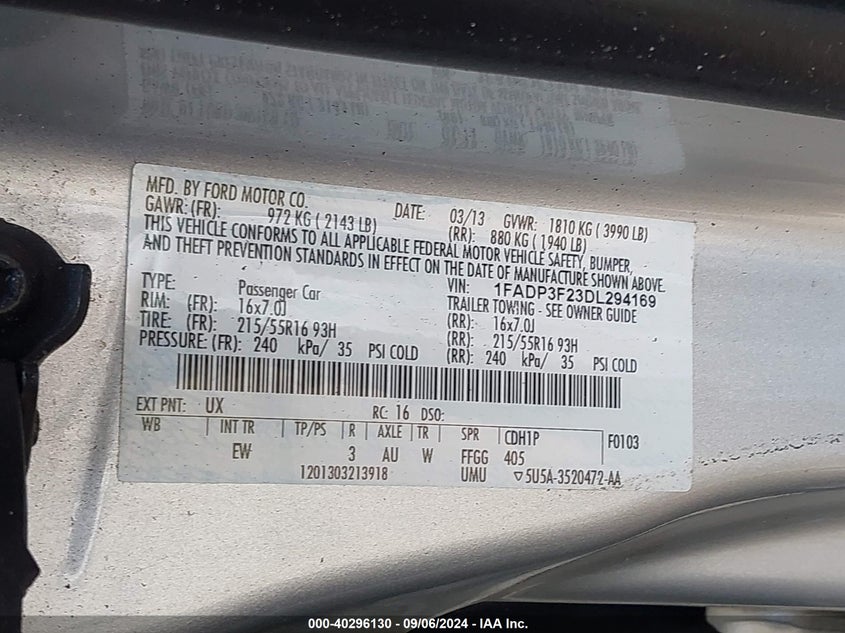 MFD. BY FORD MOTOR CO. DATE: 03/13 GVWR: 1810 KG ( 3990 LB)
GAWR: (FR): 972 KG ( 2143 LB) (RR): 880 KG ( 1940 LB)
THIS VEHICLE CONFORMS TO ALL APPLICABLE FEDERAL MOTOR VEHICLE SAFETY, BUMPER,
AND THEFT PREVENTION STANDARDS IN EFFECT ON THE DATE OF MANUFACTURE SHOWN ABOVE.
VIN: 1FADP3F23DL294169
TYPE: Passenger Car TRAILER TOWING - SEE OWNER GUIDE
RIM: (FR): 16x7.0J (RR): 16x7.0J
TIRE: (FR): 215/55R16 93H (RR): 215/55R16 93H
PRESSURE: (FR): 240 kPa/ 35 PSI COLD (RR): 240 kPa/ 35 PSI COLD
EXT PNT: UX RC: 16 DSO:
WB INT TR TP/PS R AXLE TR SPR CDH1P F0103
EW 3 AU W FFGG 405
1201303213918 UMU ▽5U5A-3520472-AA
000-40296130 - 09/06/2024 - IAA Inc.